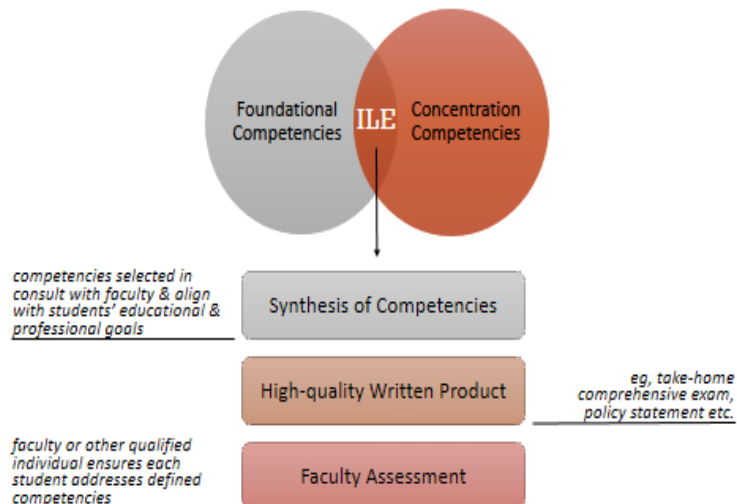 Foundational
Competencies
ILE
Concentration
Competencies
competencies selected in
consult with faculty & align
with students' educational &
professional goals
Synthesis of Competencies
High-quality Written Product
eg, take-home
comprehensive exam,
policy statement etc.
faculty or other qualified
individual ensures each
student addresses defined
competencies
Faculty Assessment